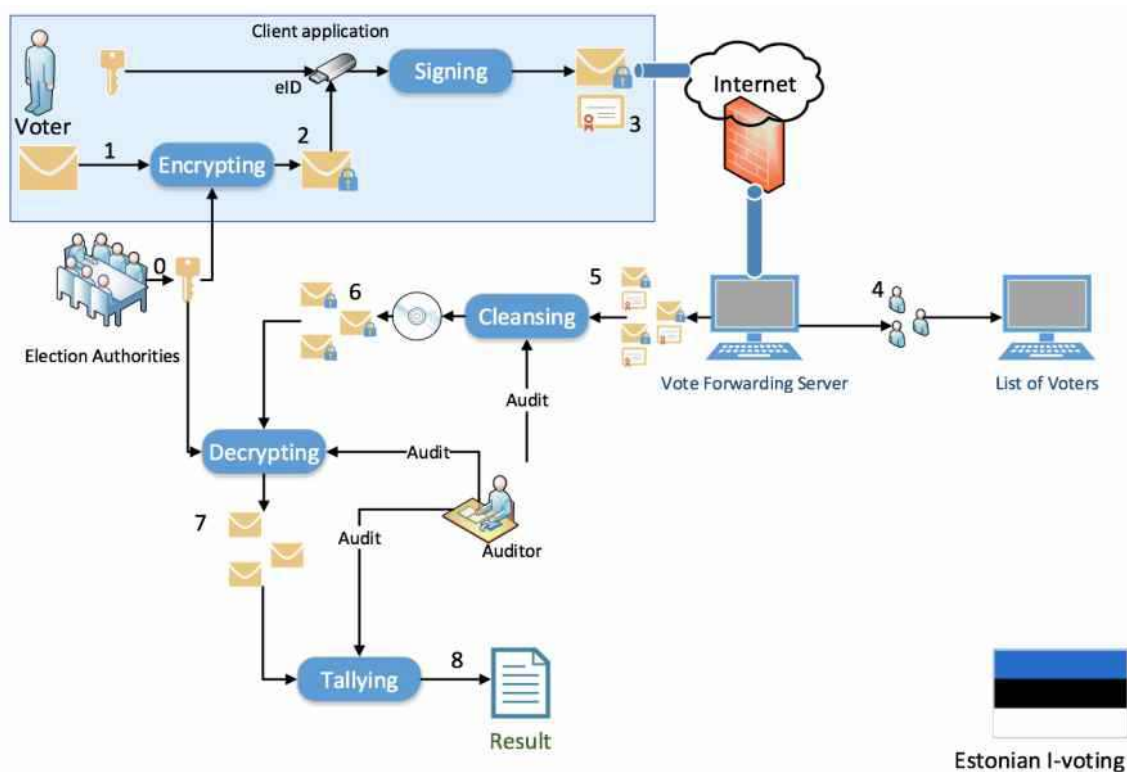 Client application
Signing
eID
Internet
3
Voter
1
Encrypting
2
0
Election Authorities
6
Cleansing
5
4
Vote Forwarding Server
List of Voters
Audit
Decrypting
Audit
7
Audit
Auditor
Tallying
8
Result
Estonian I-voting